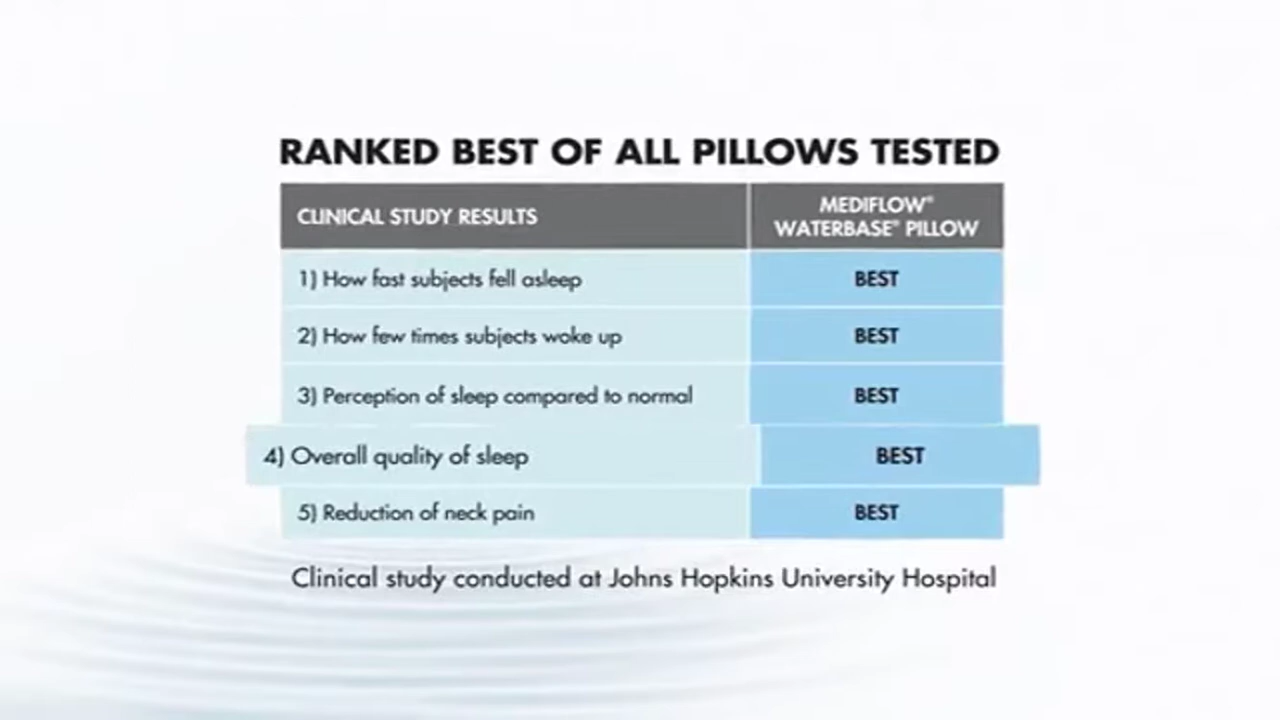 RANKED BEST OF ALL PILLOWS TESTED
CLINICAL STUDY RESULTS
MEDIFLOW®
WATERBASE® PILLOW
1) How fast subjects fell asleep
BEST
2) How few times subjects woke up
BEST
3) Perception of sleep compared to normal
BEST
4) Overall quality of sleep
BEST
5) Reduction of neck pain
BEST
Clinical study conducted at Johns Hopkins University Hospital